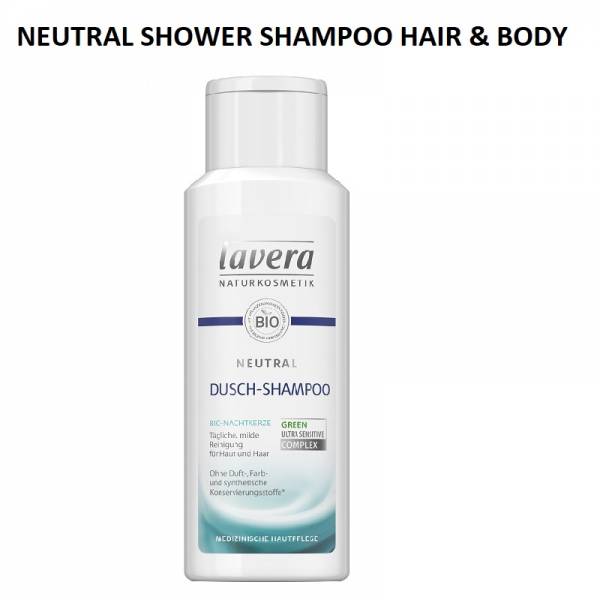 NEUTRAL SHOWER SHAMPOO HAIR & BODY
lavera
NATURKOSMETIK
BIO
NEUTRAL
DUSCH-SHAMPOO
BIO-NACHTKERZE
Tägliche, milde
Reinigung
für Haut und Haar
Ohne Duft-, Farb-
und synthetische
Konservierungsstoffe*
GREEN
ULTRA SENSITIVE
COMPLEX
MEDIZINISCHE HAUTPFLEGE